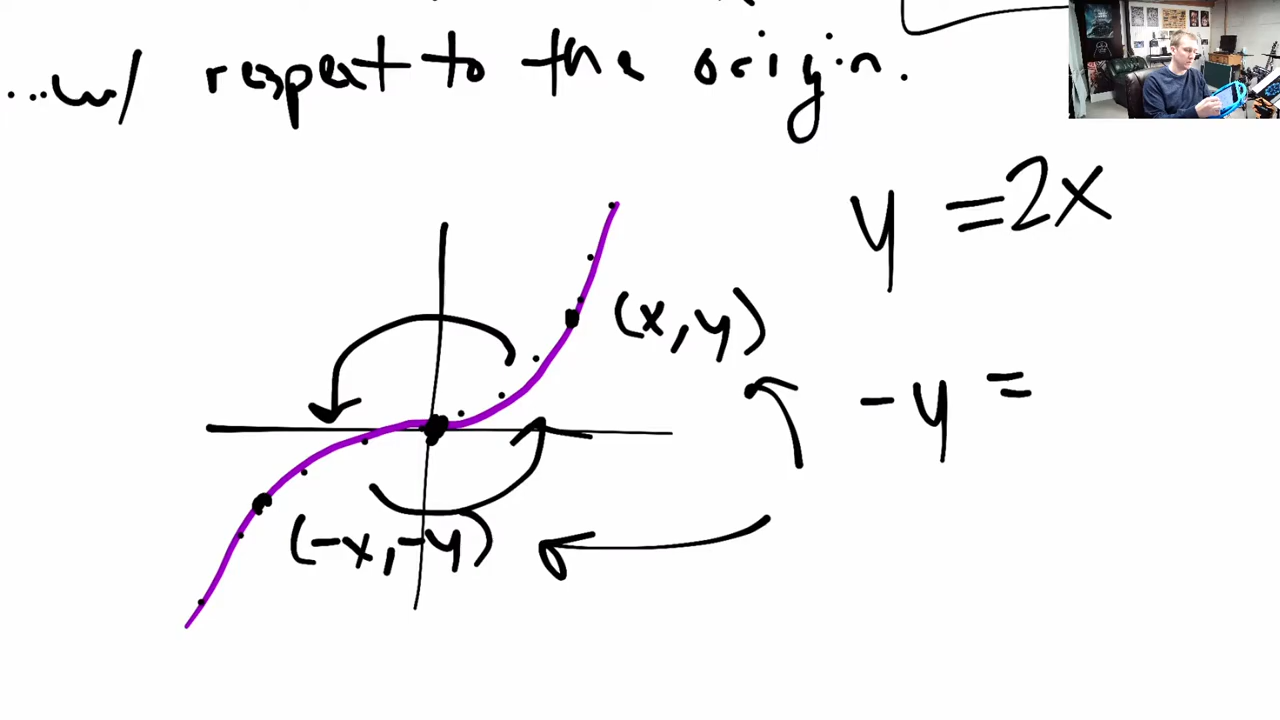 ...w/ respect to the origin.
y = 2x
(x, y)
-y =
(-x, -y)